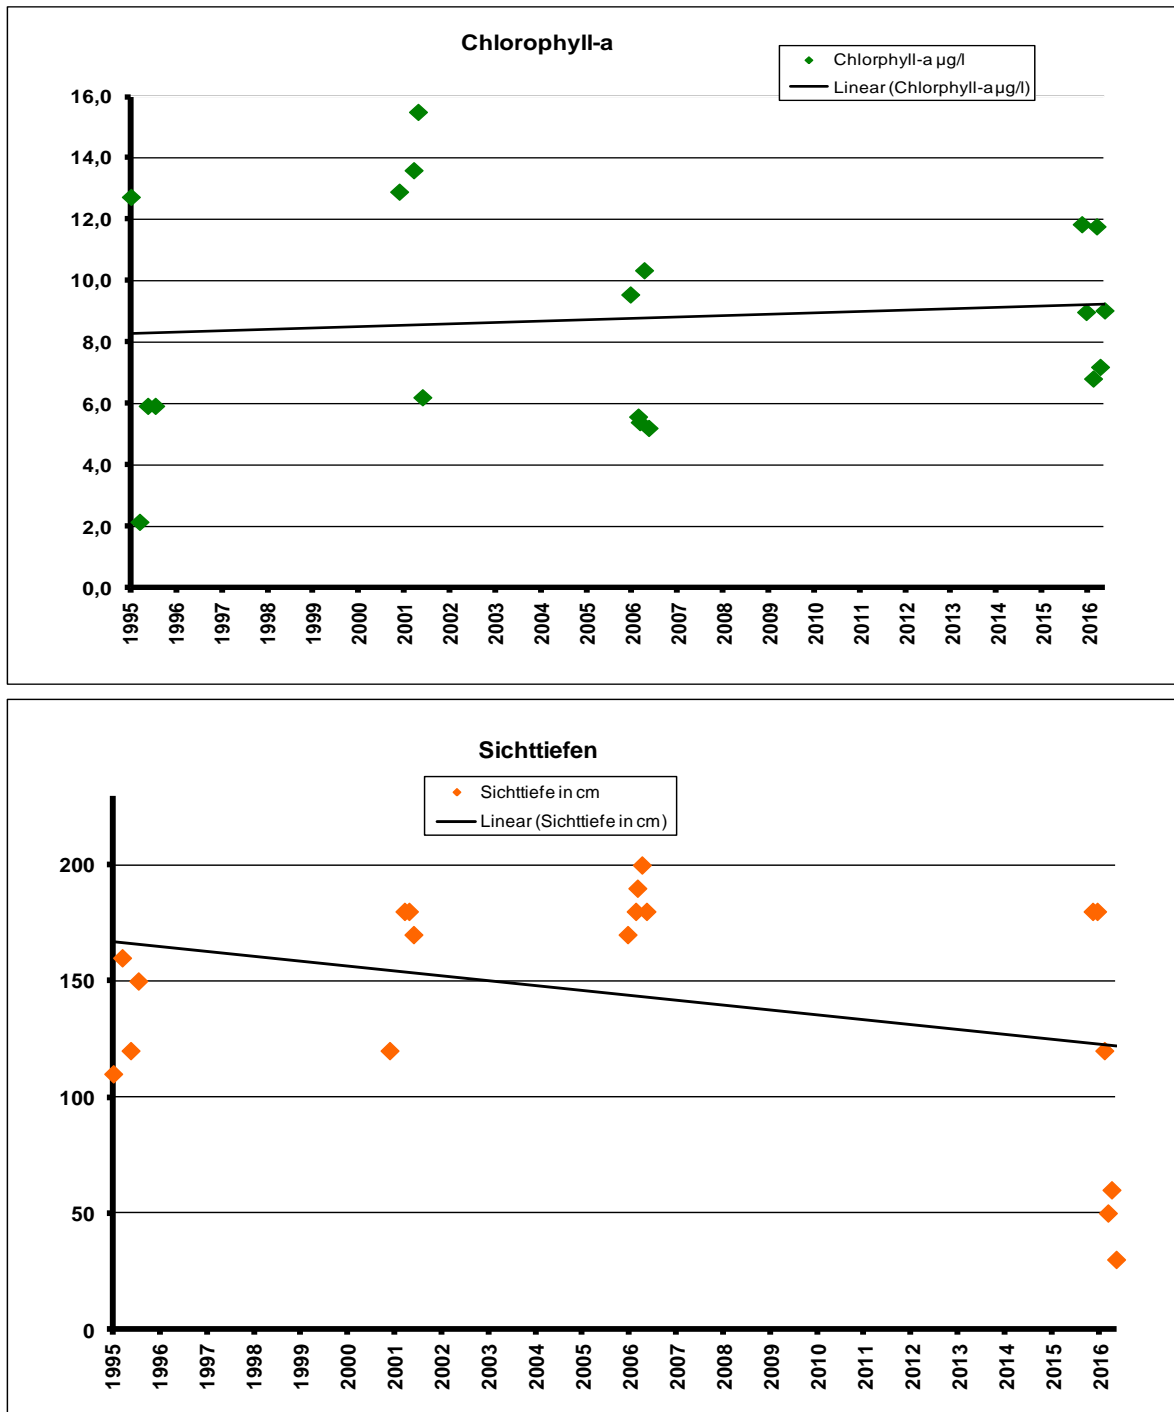 Chlorophyll-a
Chlorphyll-a µg/l
Linear (Chlorphyll-a µg/l)
16,0
14,0
12,0
10,0
8,0
6,0
4,0
2,0
0,0
1995 1996 1997 1998 1999 2000 2001 2002 2003 2004 2005 2006 2007 2008 2009 2010 2011 2012 2013 2014 2015 2016
Sichttiefen
Sichttiefe in cm
Linear (Sichttiefe in cm)
200
150
100
50
0
1995 1996 1997 1998 1999 2000 2001 2002 2003 2004 2005 2006 2007 2008 2009 2010 2011 2012 2013 2014 2015 2016